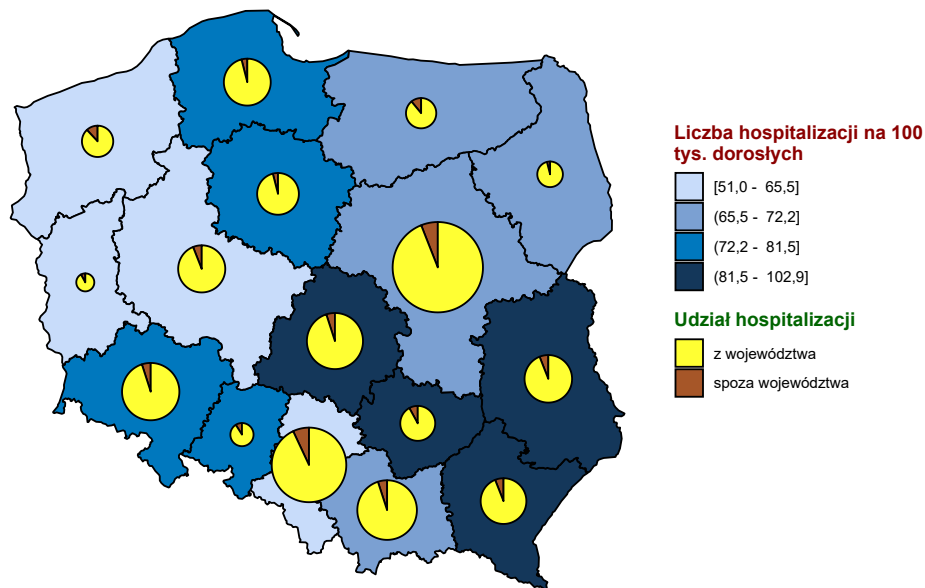 Liczba hospitalizacji na 100
tys. dorosłych
[51,0 - 65,5]
(65,5 - 72,2]
(72,2 - 81,5]
(81,5 - 102,9]
Udział hospitalizacji
z województwa
spoza województwa